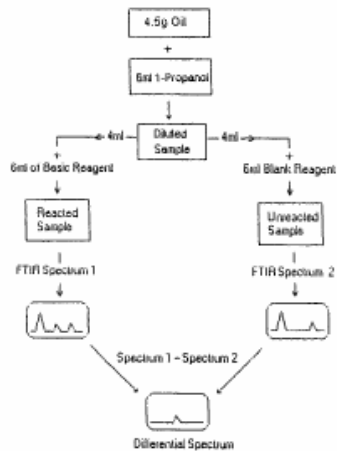 4.5g Oil
+
6ml 1-Propanol
4ml
Diluted
Sample
4ml
+
6ml of Basic Reagent
+
6ml Blank Reagent
Reacted
Sample
Unreacted
Sample
FTIR Spectrum 1
FTIR Spectrum 2
Spectrum 1 - Spectrum 2
Differential Spectrum